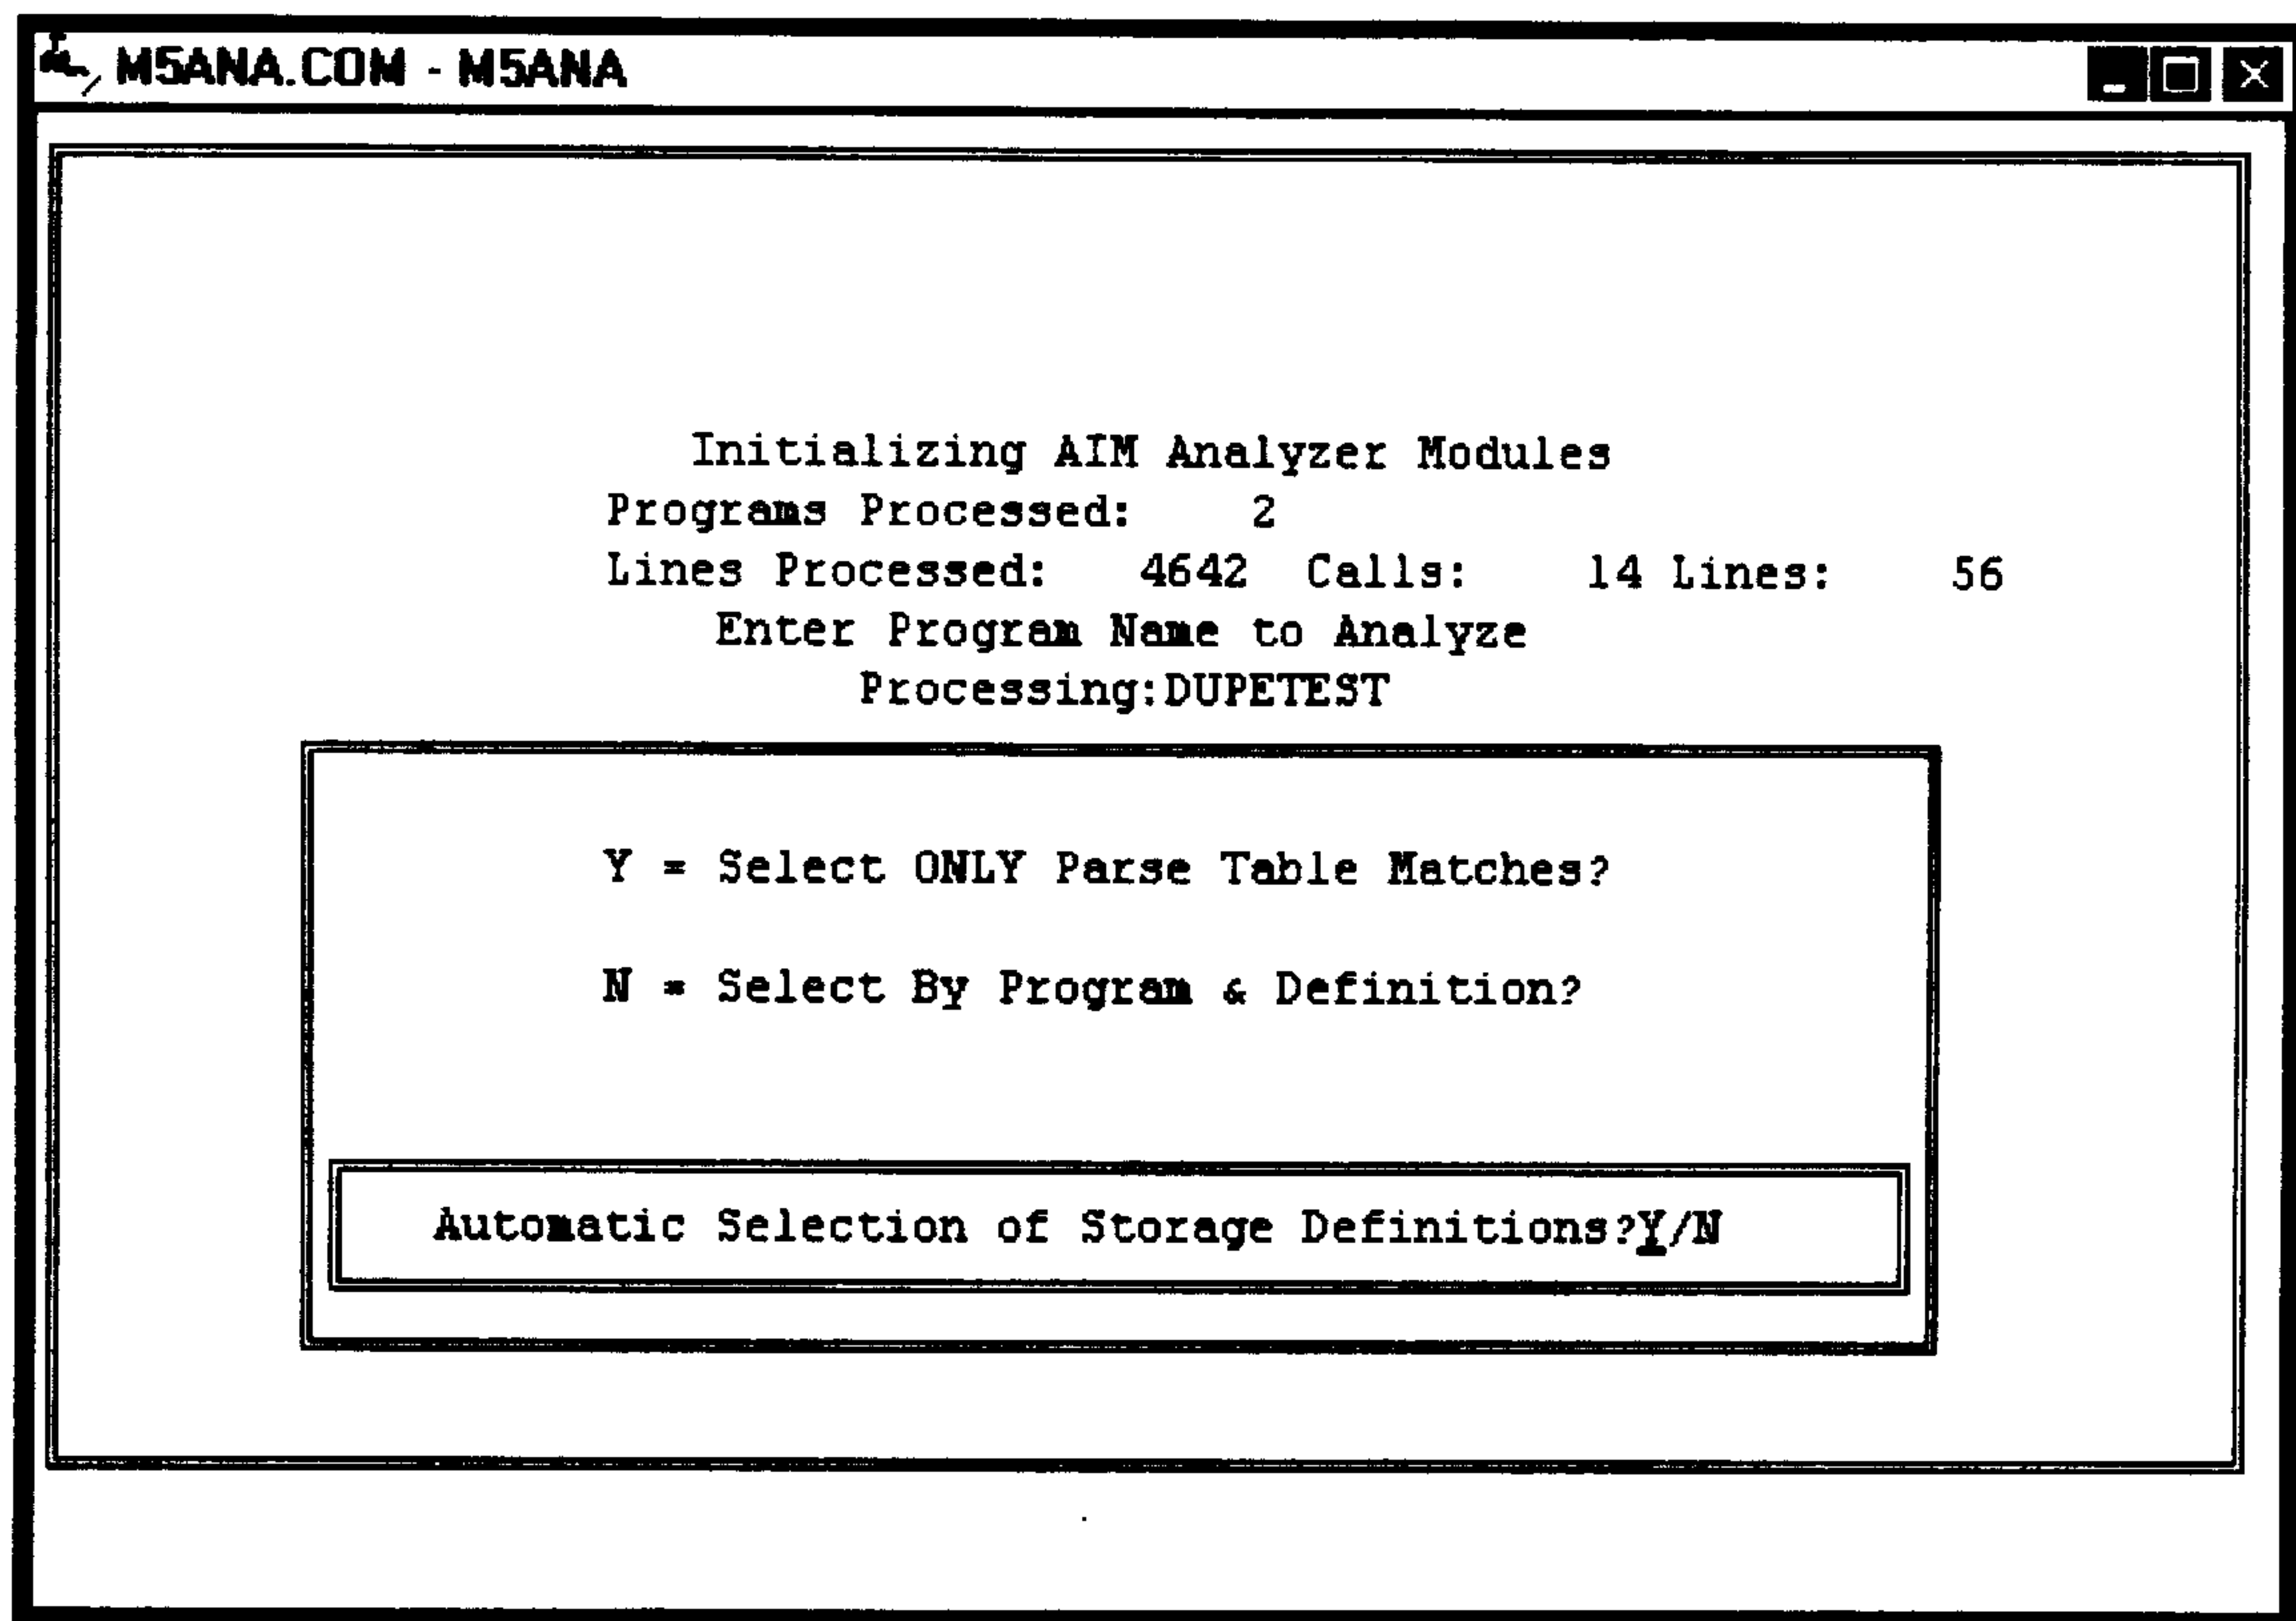 M5ANA.COM - M5ANA
Initializing AIM Analyzer Modules
Programs Processed: 2
Lines Processed: 4642 Calls: 14 Lines: 56
Enter Program Name to Analyze
Processing:DUPETEST
Y = Select ONLY Parse Table Matches?
N = Select By Program & Definition?
Automatic Selection of Storage Definitions?Y/N